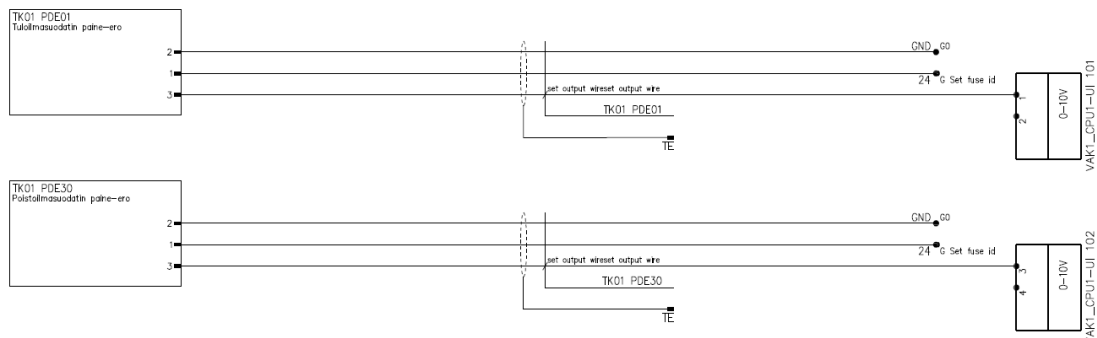 TK01 PDE01
Tuloilmasuodatin paine-ero
2
GND G0
1
24 G Set fuse id
3
set output wireset output wire
TK01 PDE01
TE
1
2
0-10V
VAK1_CPU1-UI 101
TK01 PDE30
Poistoilmasuodatin paine-ero
2
GND G0
1
24 G Set fuse id
3
set output wireset output wire
TK01 PDE30
TE
3
4
0-10V
VAK1_CPU1-UI 102